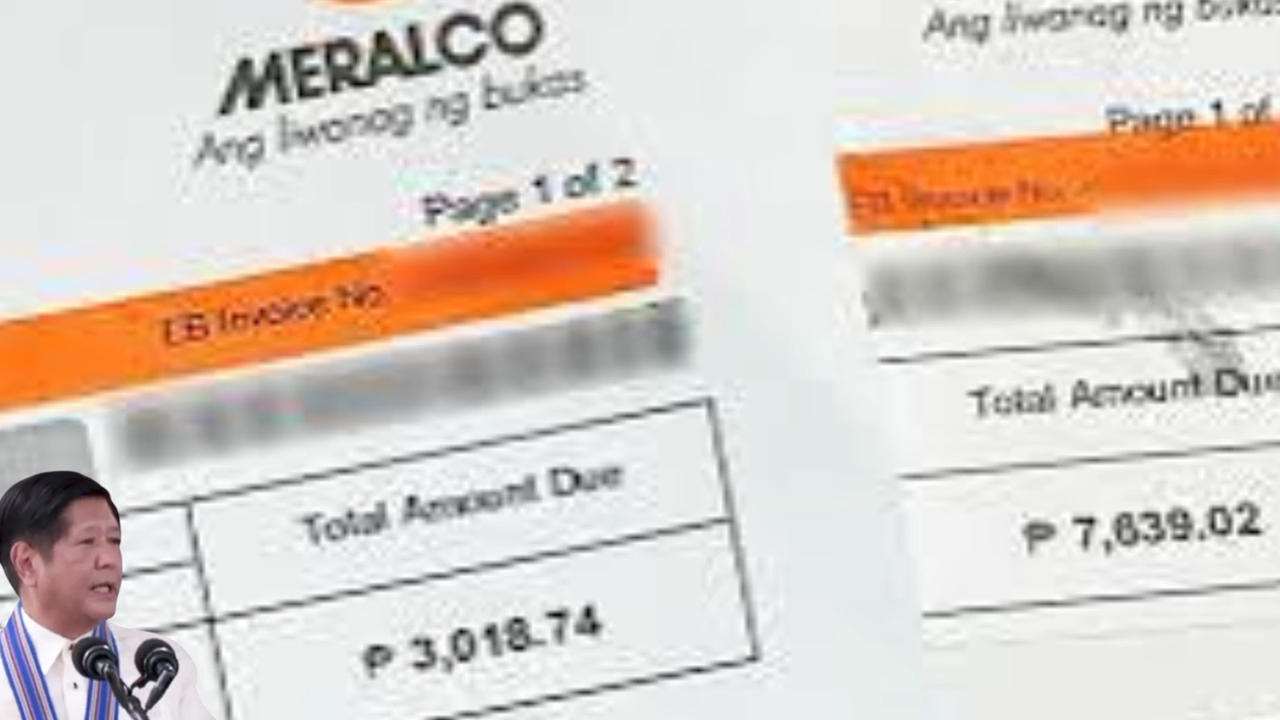 MERALCO
Ang liwanag ng bukas
Page 1 of 2
EB Invoice No
Total Amount Due
₱ 3,018.74
Ang liwanag ng bukas
Page 1 of
EB Invoice No.
Total Amount Due
₱ 7,639.02